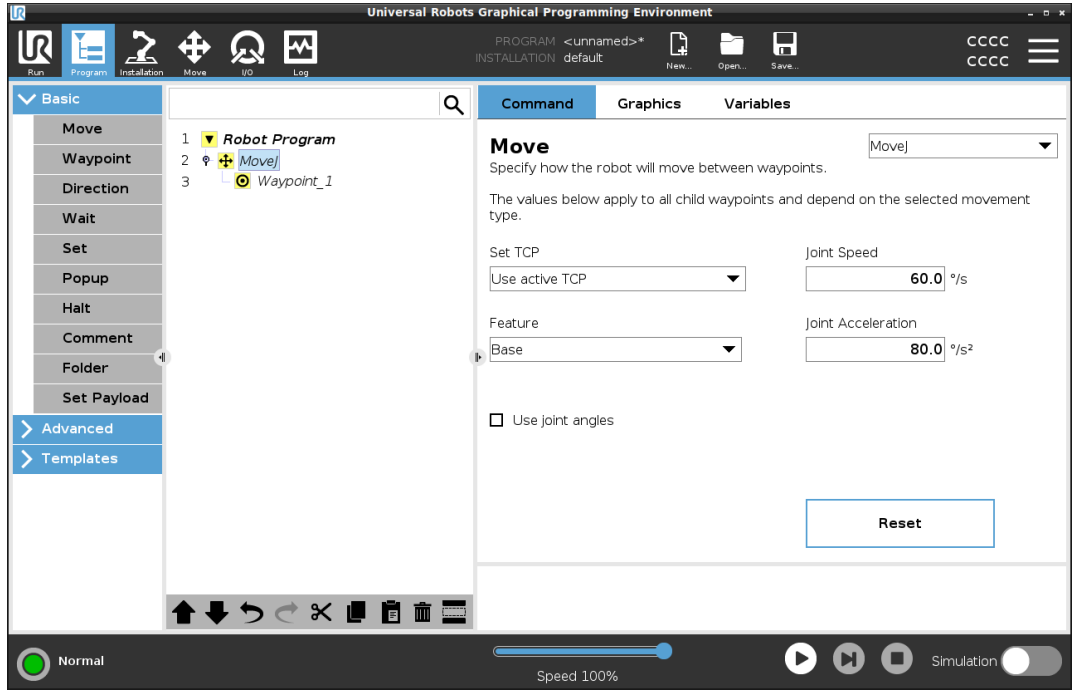 Universal Robots Graphical Programming Environment
UR
Run
Program
Installation
Move
I/O
Log
PROGRAM <unnamed>*
INSTALLATION default
New...
Open...
Save...
CCCC
CCCC
Basic
Move
Waypoint
Direction
Wait
Set
Popup
Halt
Comment
Folder
Set Payload
Advanced
Templates
1 Robot Program
2 MoveJ
3 Waypoint_1
Command Graphics Variables
Move
MoveJ
Specify how the robot will move between waypoints.
The values below apply to all child waypoints and depend on the selected movement
type.
Set TCP
Use active TCP
Joint Speed
60.0 °/s
Feature
Base
Joint Acceleration
80.0 °/s²
Use joint angles
Reset
Normal
Speed 100%
Simulation